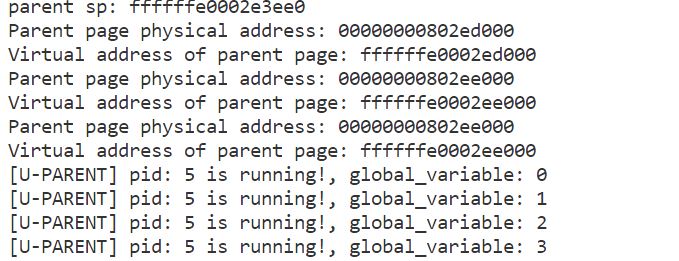 parent sp: ffffffe0002e3ee0
Parent page physical address: 00000000802ed000
Virtual address of parent page: ffffffe0002ed000
Parent page physical address: 00000000802ee000
Virtual address of parent page: ffffffe0002ee000
Parent page physical address: 00000000802ee000
Virtual address of parent page: ffffffe0002ee000
[U-PARENT] pid: 5 is running!, global_variable: 0
[U-PARENT] pid: 5 is running!, global_variable: 1
[U-PARENT] pid: 5 is running!, global_variable: 2
[U-PARENT] pid: 5 is running!, global_variable: 3